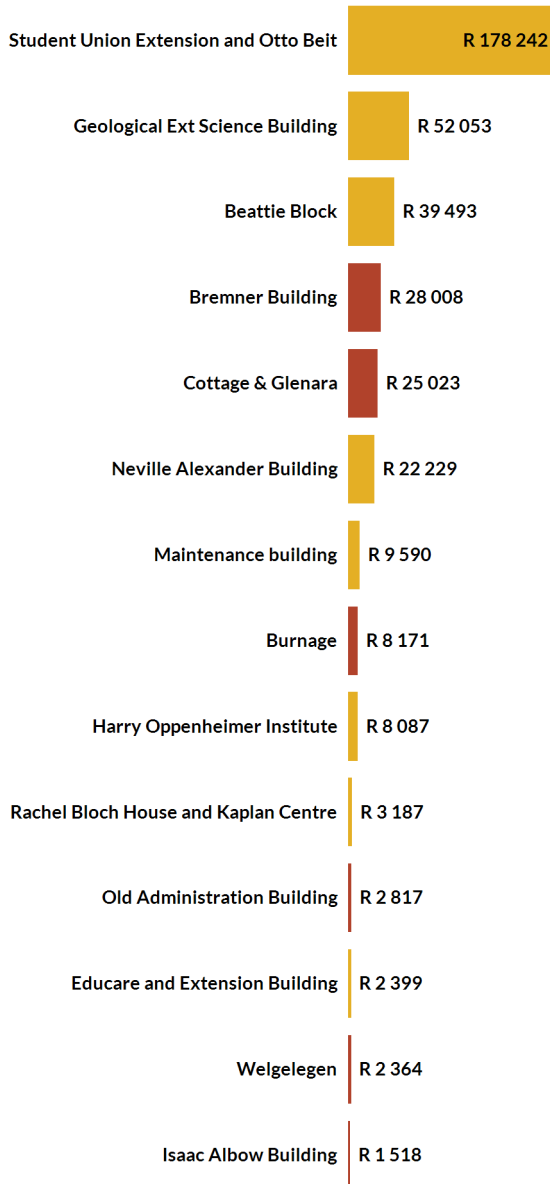 Student Union Extension and Otto Beit R 178 242
Geological Ext Science Building R 52 053
Beattie Block R 39 493
Bremner Building R 28 008
Cottage & Glenara R 25 023
Neville Alexander Building R 22 229
Maintenance building R 9 590
Burnage R 8 171
Harry Oppenheimer Institute R 8 087
Rachel Bloch House and Kaplan Centre R 3 187
Old Administration Building R 2 817
Educare and Extension Building R 2 399
Welgelegen R 2 364
Isaac Albow Building R 1 518